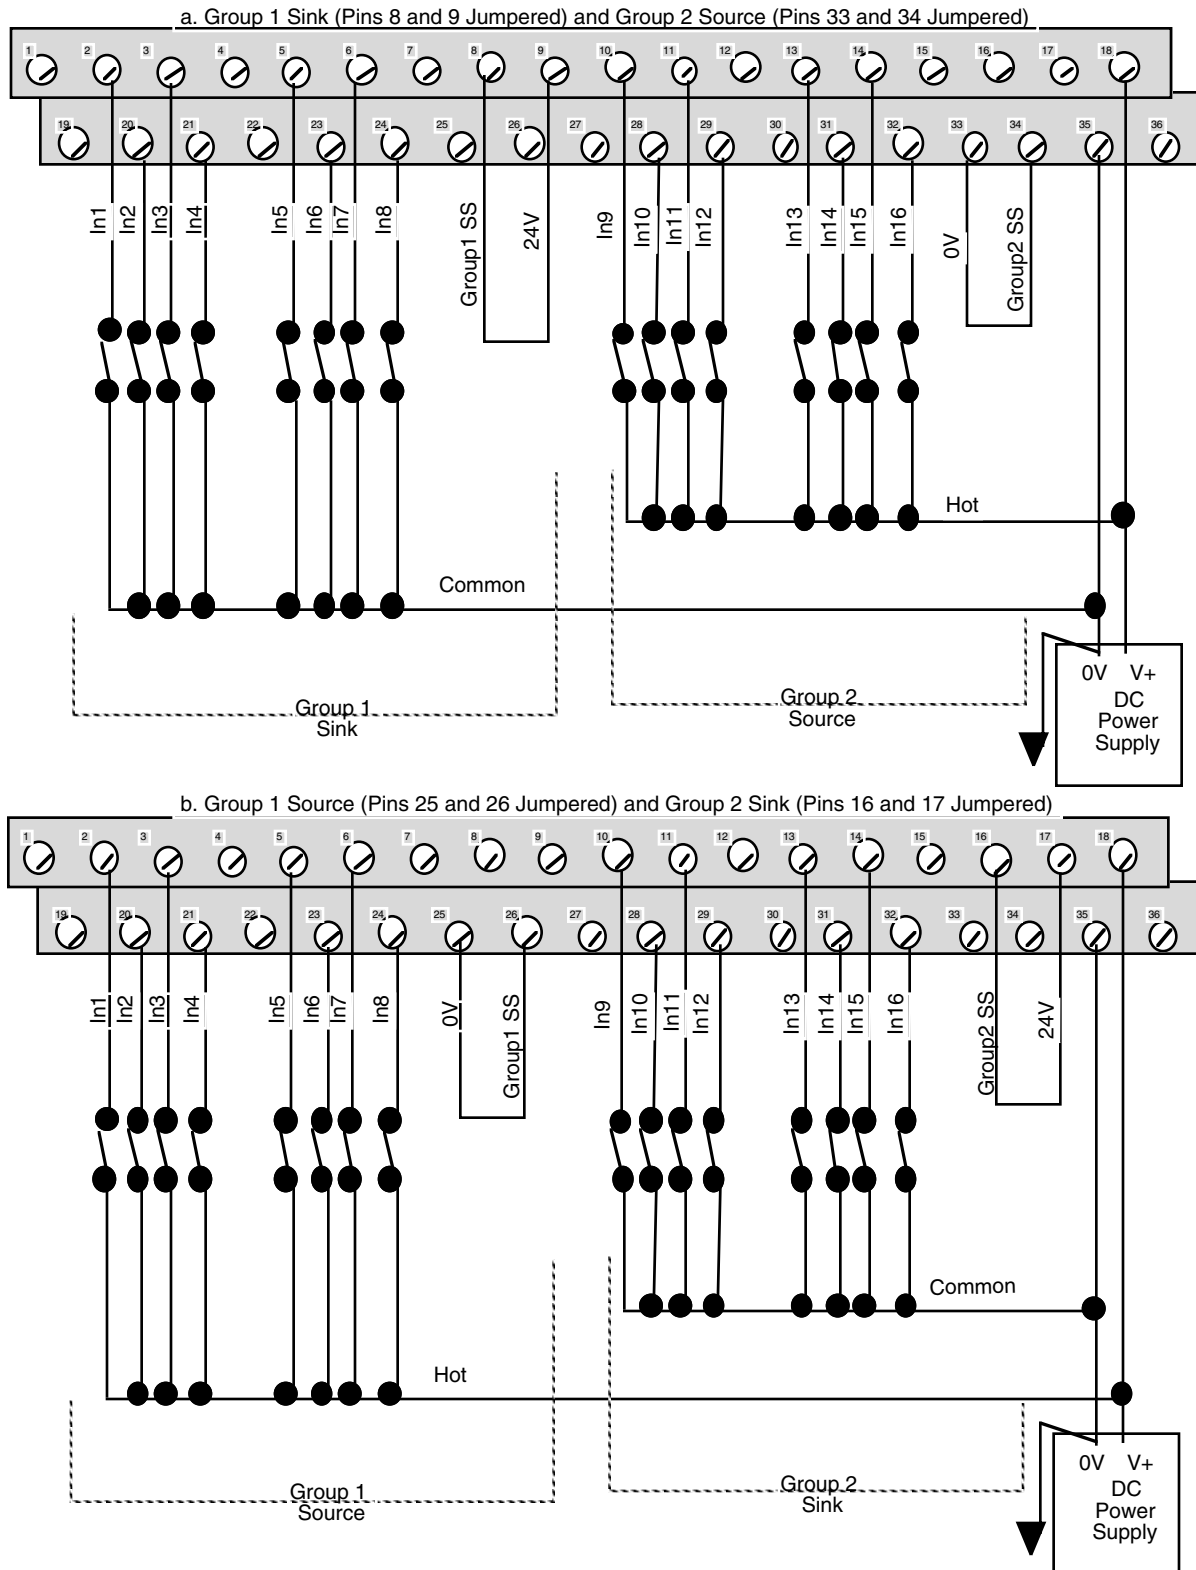 a. Group 1 Sink (Pins 8 and 9 Jumpered) and Group 2 Source (Pins 33 and 34 Jumpered)
1 2 3 4 5 6 7 8 9 10 11 12 13 14 15 16 17 18
19 20 21 22 23 24 25 26 27 28 29 30 31 32 33 34 35 36
In1 In2 In3 In4 In5 In6 In7 In8 Group1 SS 24V In9 In10 In11 In12 In13 In14 In15 In16 0V Group2 SS
Hot
Common
Group 1
Sink
Group 2
Source
0V V+
DC
Power
Supply
b. Group 1 Source (Pins 25 and 26 Jumpered) and Group 2 Sink (Pins 16 and 17 Jumpered)
1 2 3 4 5 6 7 8 9 10 11 12 13 14 15 16 17 18
19 20 21 22 23 24 25 26 27 28 29 30 31 32 33 34 35 36
In1 In2 In3 In4 In5 In6 In7 In8 0V Group1 SS In9 In10 In11 In12 In13 In14 In15 In16 Group2 SS 24V
Common
Hot
Group 1
Source
Group 2
Sink
0V V+
DC
Power
Supply